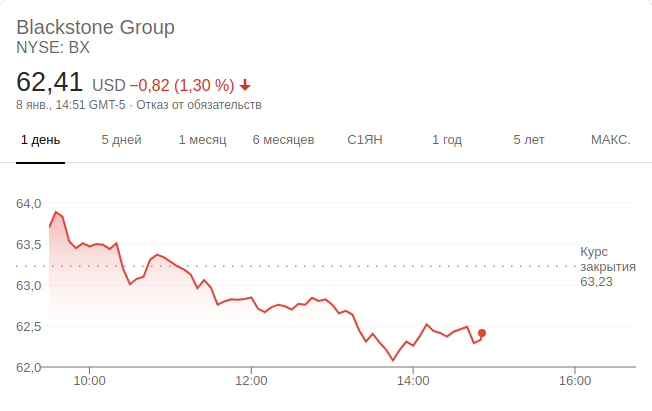 Blackstone Group
NYSE: BX
62,41 USD −0,82 (1,30 %)
8 янв., 14:51 GMT-5 · Отказ от обязательств
1 день 5 дней 1 месяц 6 месяцев С1ЯН 1 год 5 лет МАКС.
64,0
63,5
Курс
закрытия
63,23
63,0
62,5
62,0
10:00 12:00 14:00 16:00